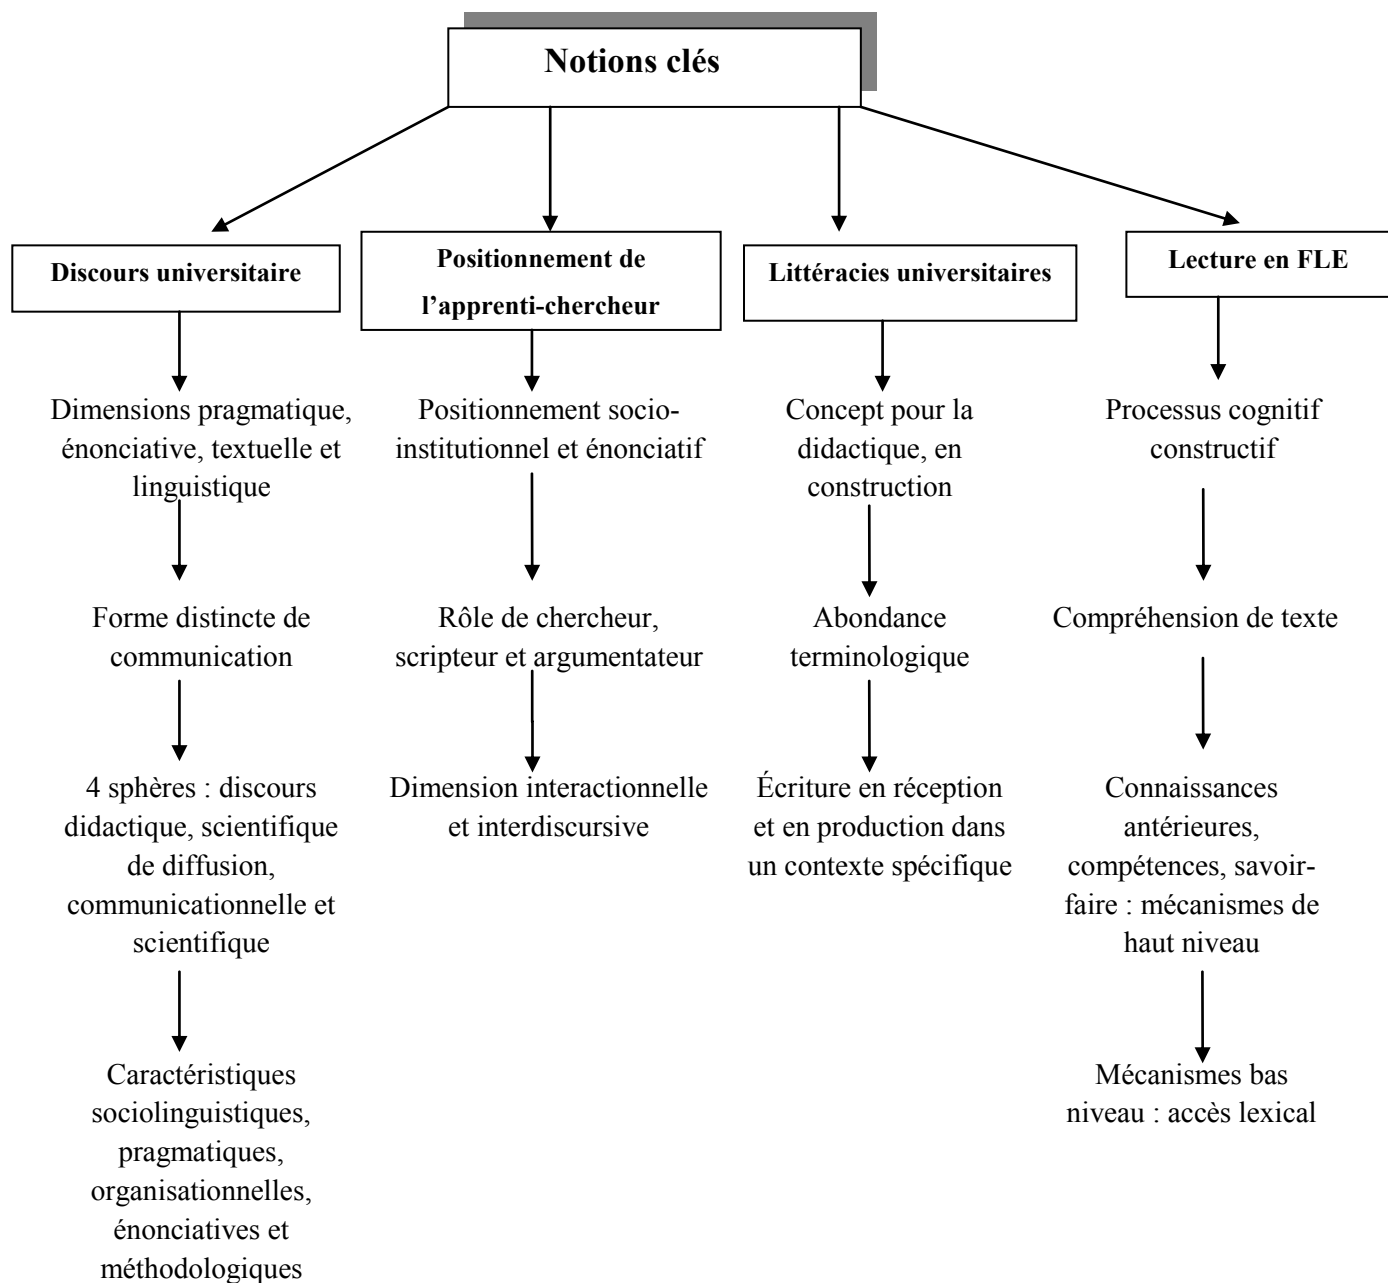 Notions clés
Discours universitaire
Dimensions pragmatique,
énonciative, textuelle et
linguistique
Forme distincte de
communication
4 sphères : discours
didactique, scientifique
de diffusion,
communicationnelle et
scientifique
Caractéristiques
sociolinguistiques,
pragmatiques,
organisationnelles,
énonciatives et
méthodologiques
Positionnement de
l’apprenti-chercheur
Positionnement socio-
institutionnel et énonciatif
Rôle de chercheur,
scripteur et argumentateur
Dimension interactionnelle
et interdiscursive
Littéracies universitaires
Concept pour la
didactique, en
construction
Abondance
terminologique
Écriture en réception
et en production dans
un contexte spécifique
Lecture en FLE
Processus cognitif
constructif
Compréhension de texte
Connaissances
antérieures,
compétences, savoir-
faire : mécanismes de
haut niveau
Mécanismes bas
niveau : accès lexical